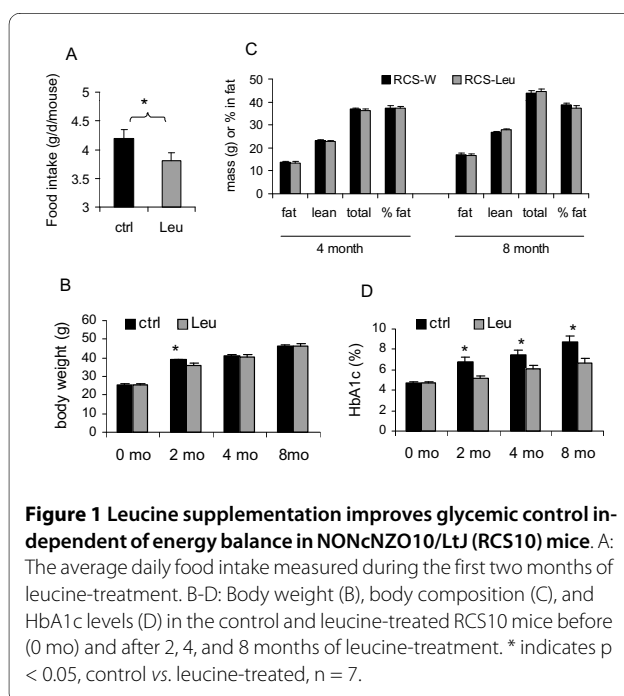 A
Food intake (g/d/mouse)
5
4.5
4
3.5
3
*
ctrl Leu
C
RCS-W RCS-Leu
mass (g) or % in fat
50
40
30
20
10
0
fat lean total % fat fat lean total % fat
4 month 8 month
B
ctrl Leu
body weight (g)
60
50
40
30
20
10
0
*
0 mo 2 mo 4 mo 8mo
D
ctrl Leu
HbA1c (%)
10
8
6
4
2
0
* * *
0 mo 2 mo 4 mo 8 mo
Figure 1 Leucine supplementation improves glycemic control in-
dependent of energy balance in NONcNZO10/LtJ (RCS10) mice. A:
The average daily food intake measured during the first two months of
leucine-treatment. B-D: Body weight (B), body composition (C), and
HbA1c levels (D) in the control and leucine-treated RCS10 mice before
(0 mo) and after 2, 4, and 8 months of leucine-treatment. * indicates p
< 0.05, control vs. leucine-treated, n = 7.